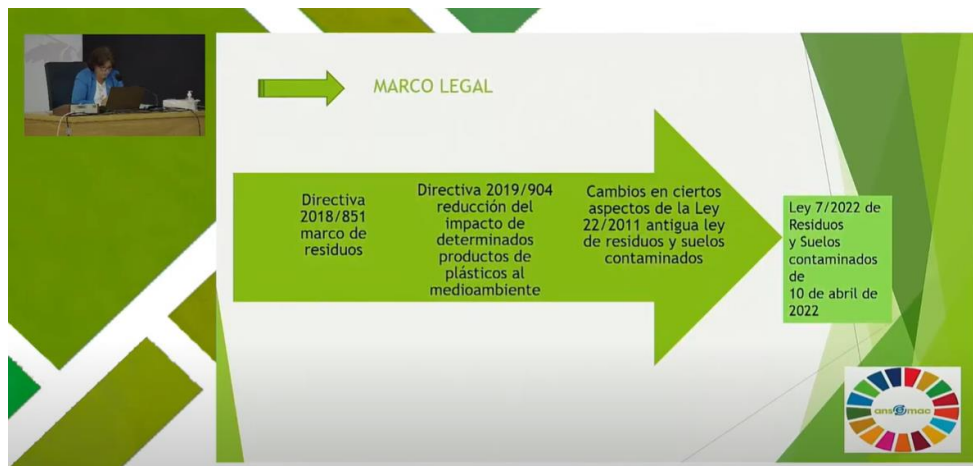 MARCO LEGAL
Directiva
2018/851
marco de
residuos
Directiva 2019/904
reducción del
impacto de
determinados
productos de
plásticos al
medioambiente
Cambios en ciertos
aspectos de la Ley
22/2011 antigua ley
de residuos y suelos
contaminados
Ley 7/2022 de
Residuos
y Suelos
contaminados
de
10 de abril de
2022
ansemac